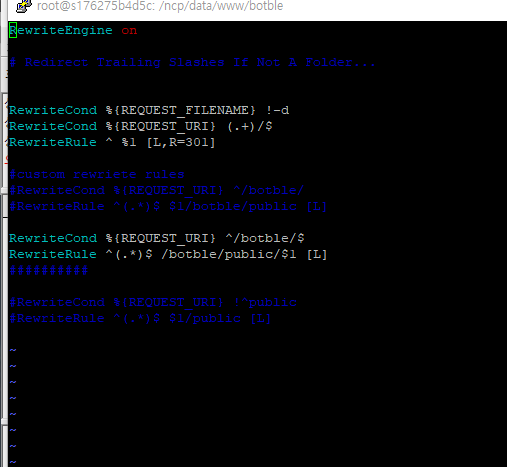 root@s176275b4d5c: /ncp/data/www/botble
RewriteEngine on
# Redirect Trailing Slashes If Not A Folder...
RewriteCond %{REQUEST_FILENAME} !-d
RewriteCond %{REQUEST_URI} (.+)/$
RewriteRule ^ %1 [L,R=301]
#custom rewriete rules
#RewriteCond %{REQUEST_URI} ^/botble/
#RewriteRule ^(.*)$ $1/botble/public [L]
RewriteCond %{REQUEST_URI} ^/botble/$
RewriteRule ^(.*)$ /botble/public/$1 [L]
##########
#RewriteCond %{REQUEST_URI} !^public
#RewriteRule ^(.*)$ $1/public [L]
~
~
~
~
~
~
~
~